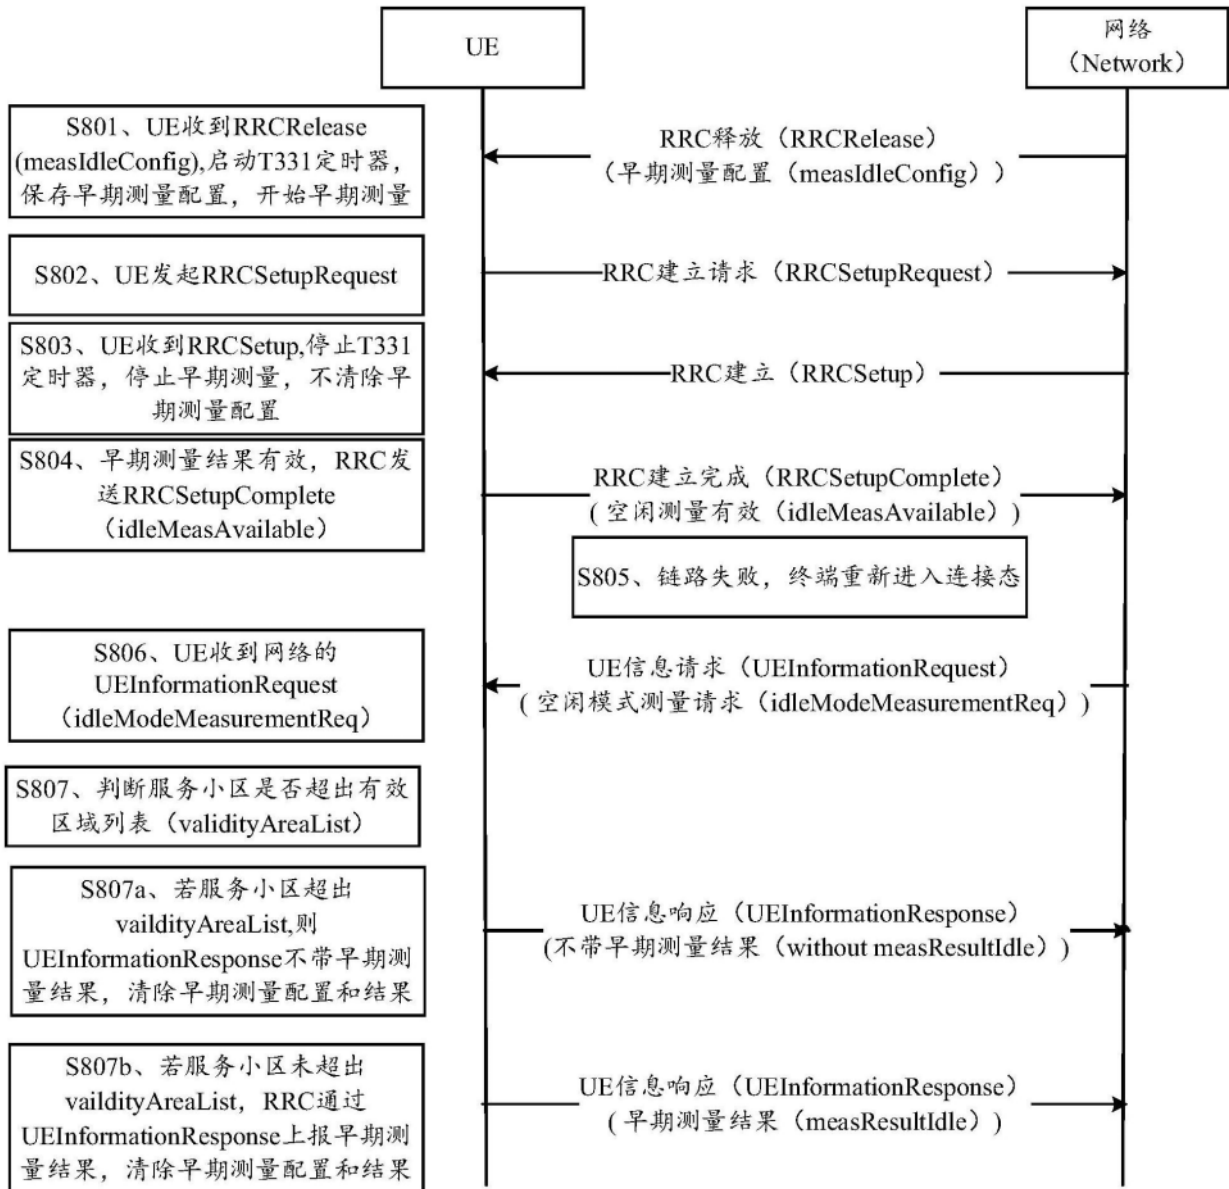 UE
网络
（Network）
S801、UE收到RRCRelease
(measIdleConfig),启动T331定时器，
保存早期测量配置，开始早期测量
RRC释放（RRCRelease）
（早期测量配置（measIdleConfig））
S802、UE发起RRCSetupRequest
RRC建立请求（RRCSetupRequest）
S803、UE收到RRCSetup,停止T331
定时器，停止早期测量，不清除早
期测量配置
RRC建立（RRCSetup）
S804、早期测量结果有效，RRC发
送RRCSetupComplete
（idleMeasAvailable）
RRC建立完成（RRCSetupComplete）
( 空闲测量有效（idleMeasAvailable）)
S805、链路失败，终端重新进入连接态
S806、UE收到网络的
UEInformationRequest
（idleModeMeasurementReq）
UE信息请求（UEInformationRequest）
( 空闲模式测量请求（idleModeMeasurementReq）)
S807、判断服务小区是否超出有效
区域列表（validityAreaList）
S807a、若服务小区超出
vaildityAreaList,则
UEInformationResponse不带早期测
量结果，清除早期测量配置和结果
UE信息响应（UEInformationResponse）
(不带早期测量结果（without measResultIdle）)
S807b、若服务小区未超出
vaildityAreaList，RRC通过
UEInformationResponse上报早期测
量结果，清除早期测量配置和结果
UE信息响应（UEInformationResponse）
( 早期测量结果（measResultIdle）)